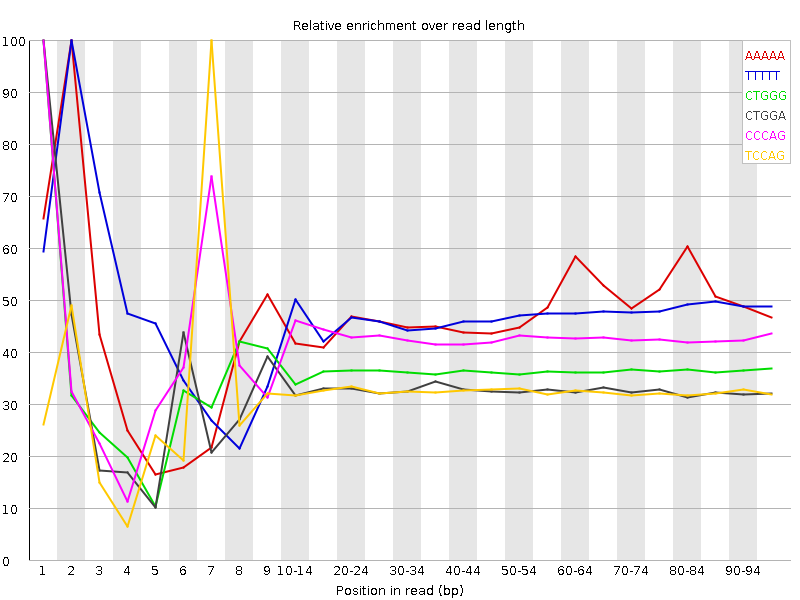 Relative enrichment over read length
100
90
80
70
60
50
40
30
20
10
0
AAAAA
TTTTT
CTGGG
CTGGA
CCCAG
TCCAG
1 2 3 4 5 6 7 8 9 10-14 20-24 30-34 40-44 50-54 60-64 70-74 80-84 90-94
Position in read (bp)